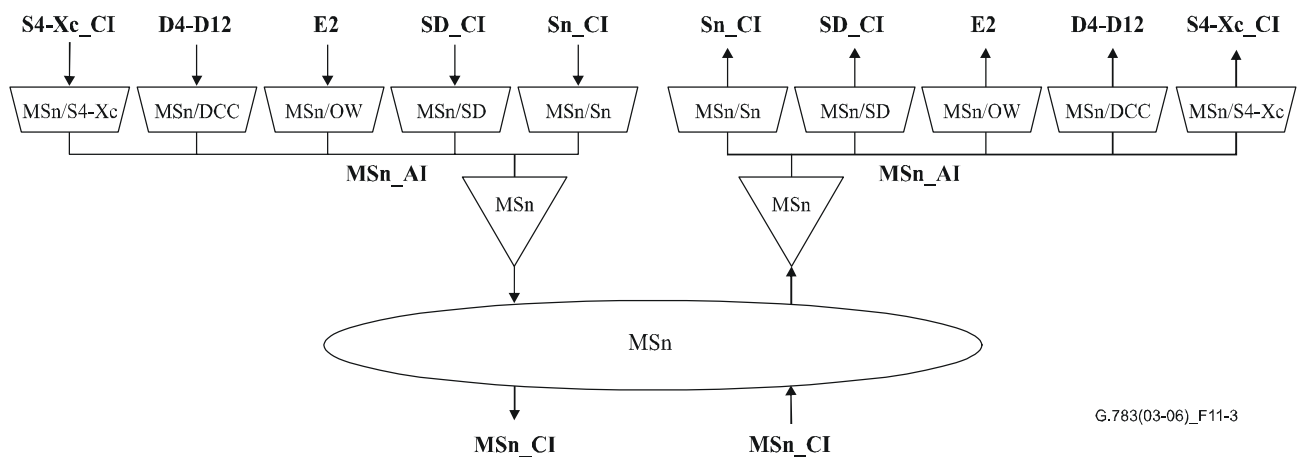 S4-Xc_CI D4-D12 E2 SD_CI Sn_CI Sn_CI SD_CI E2 D4-D12 S4-Xc_CI
MSn/S4-Xc MSn/DCC MSn/OW MSn/SD MSn/Sn MSn/Sn MSn/SD MSn/OW MSn/DCC MSn/S4-Xc
MSn_AI MSn_AI
MSn MSn
MSn
MSn_CI MSn_CI
G.783(03-06)_F11-3